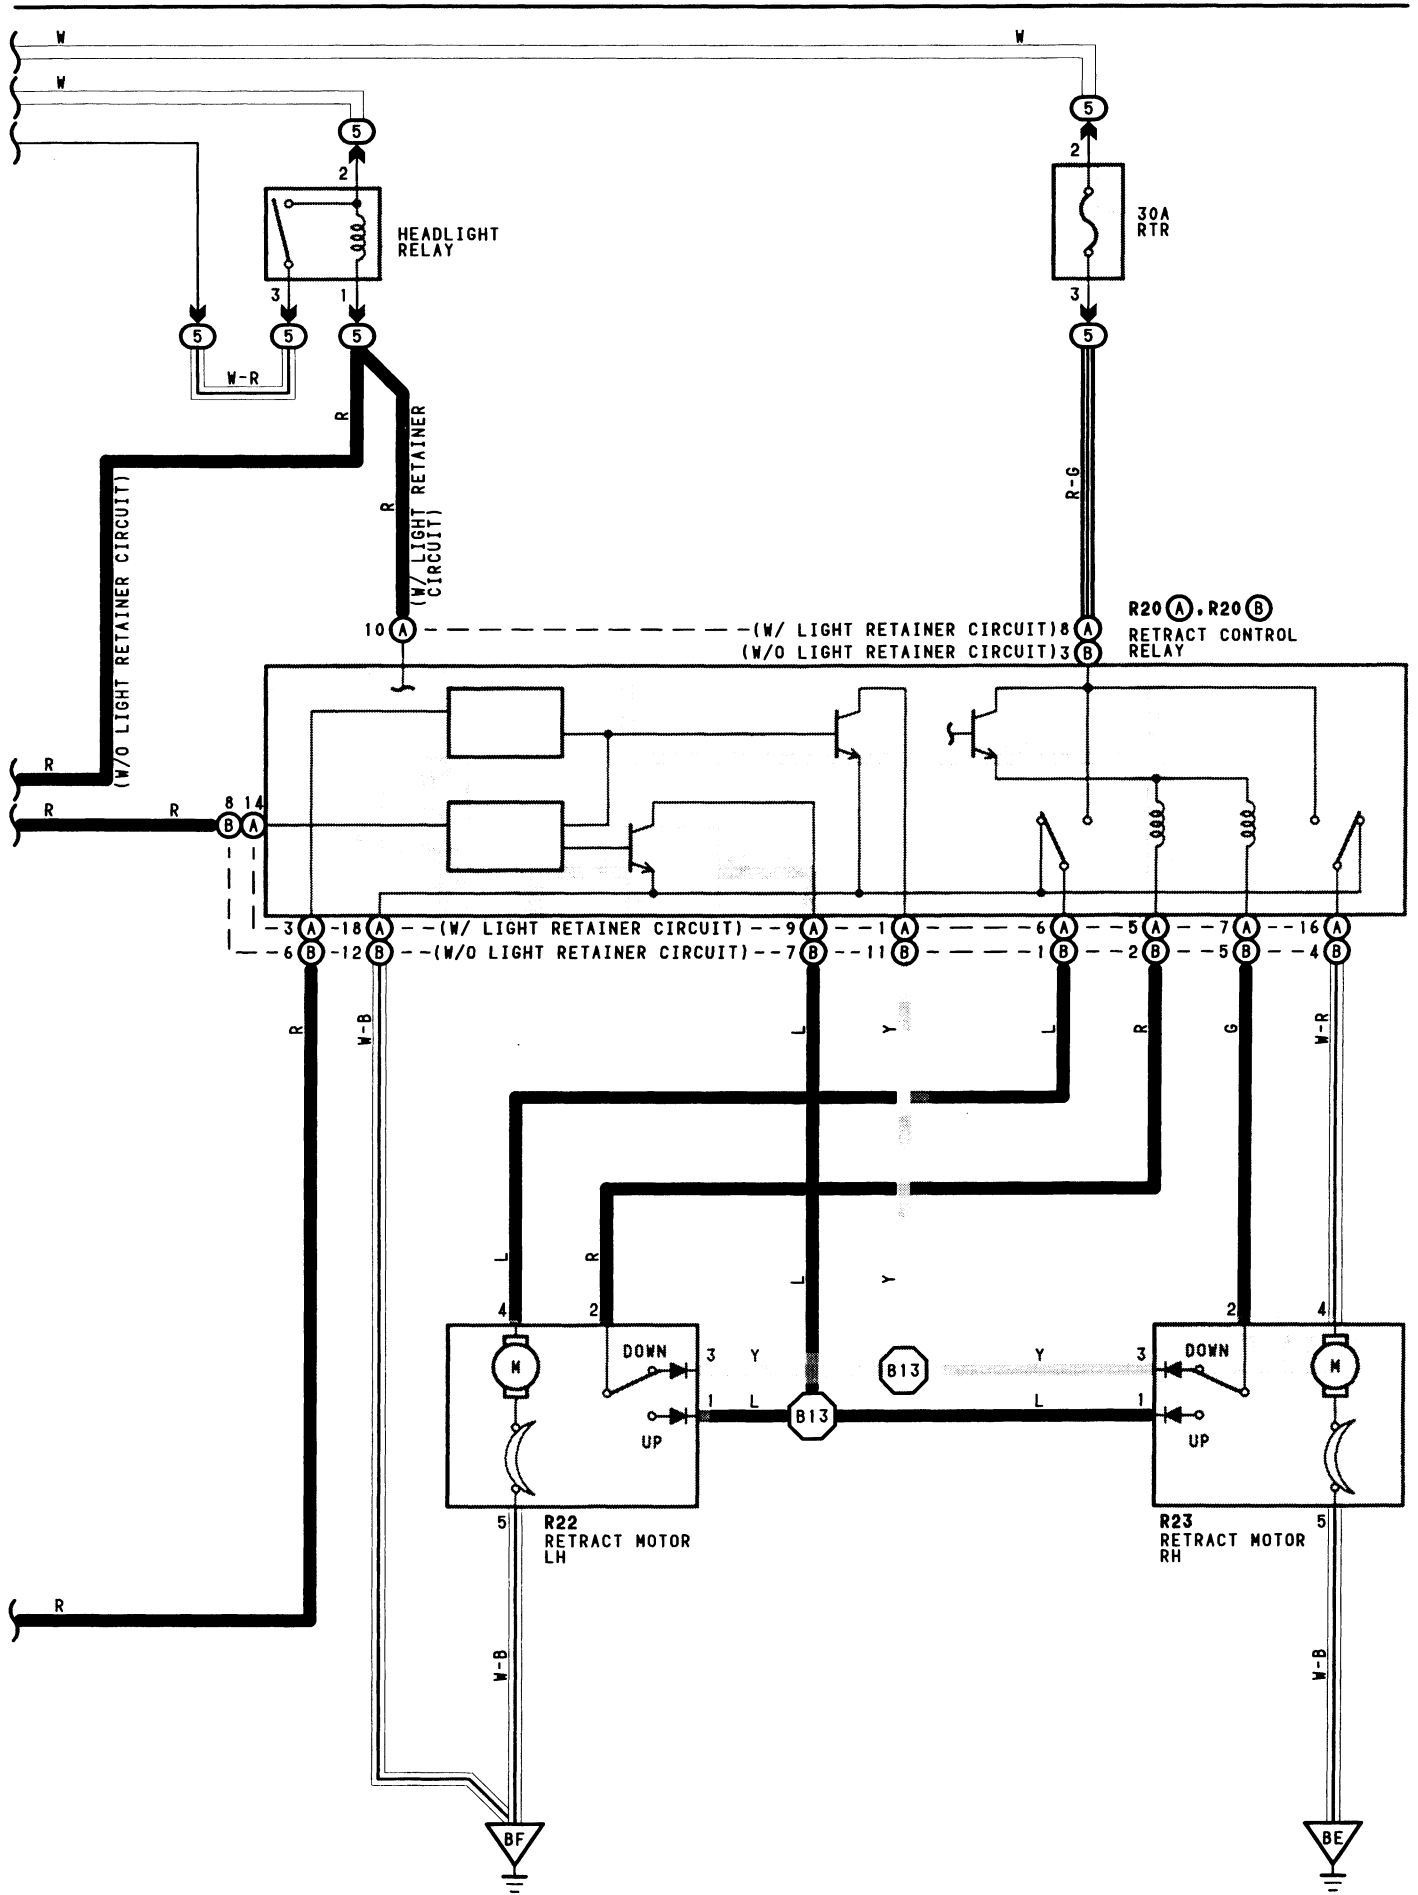 W W
W
5
5
2
2
HEADLIGHT
RELAY
30A
RTR
3 1
3
5 5 5
5
W-R
R
R
(W/ LIGHT RETAINER
CIRCUIT)
(W/O LIGHT RETAINER CIRCUIT)
R-G
R20 A , R20 B
RETRACT CONTROL
RELAY
10 A (W/ LIGHT RETAINER CIRCUIT) 8 A
(W/O LIGHT RETAINER CIRCUIT) 3 B
R
R R
8 14
B A
3 A 18 A (W/ LIGHT RETAINER CIRCUIT) 9 A 1 A 6 A 5 A 7 A 16 A
6 B 12 B (W/O LIGHT RETAINER CIRCUIT) 7 B 11 B 1 B 2 B 5 B 4 B
R W-B L Y L R G W-R
L R L Y
4 2 2 4
M DOWN 3 Y B13 Y 3 DOWN M
1 L B13 L 1
UP UP
5 R22
RETRACT MOTOR
LH
R23 5
RETRACT MOTOR
RH
R
W-B W-B
BF BE